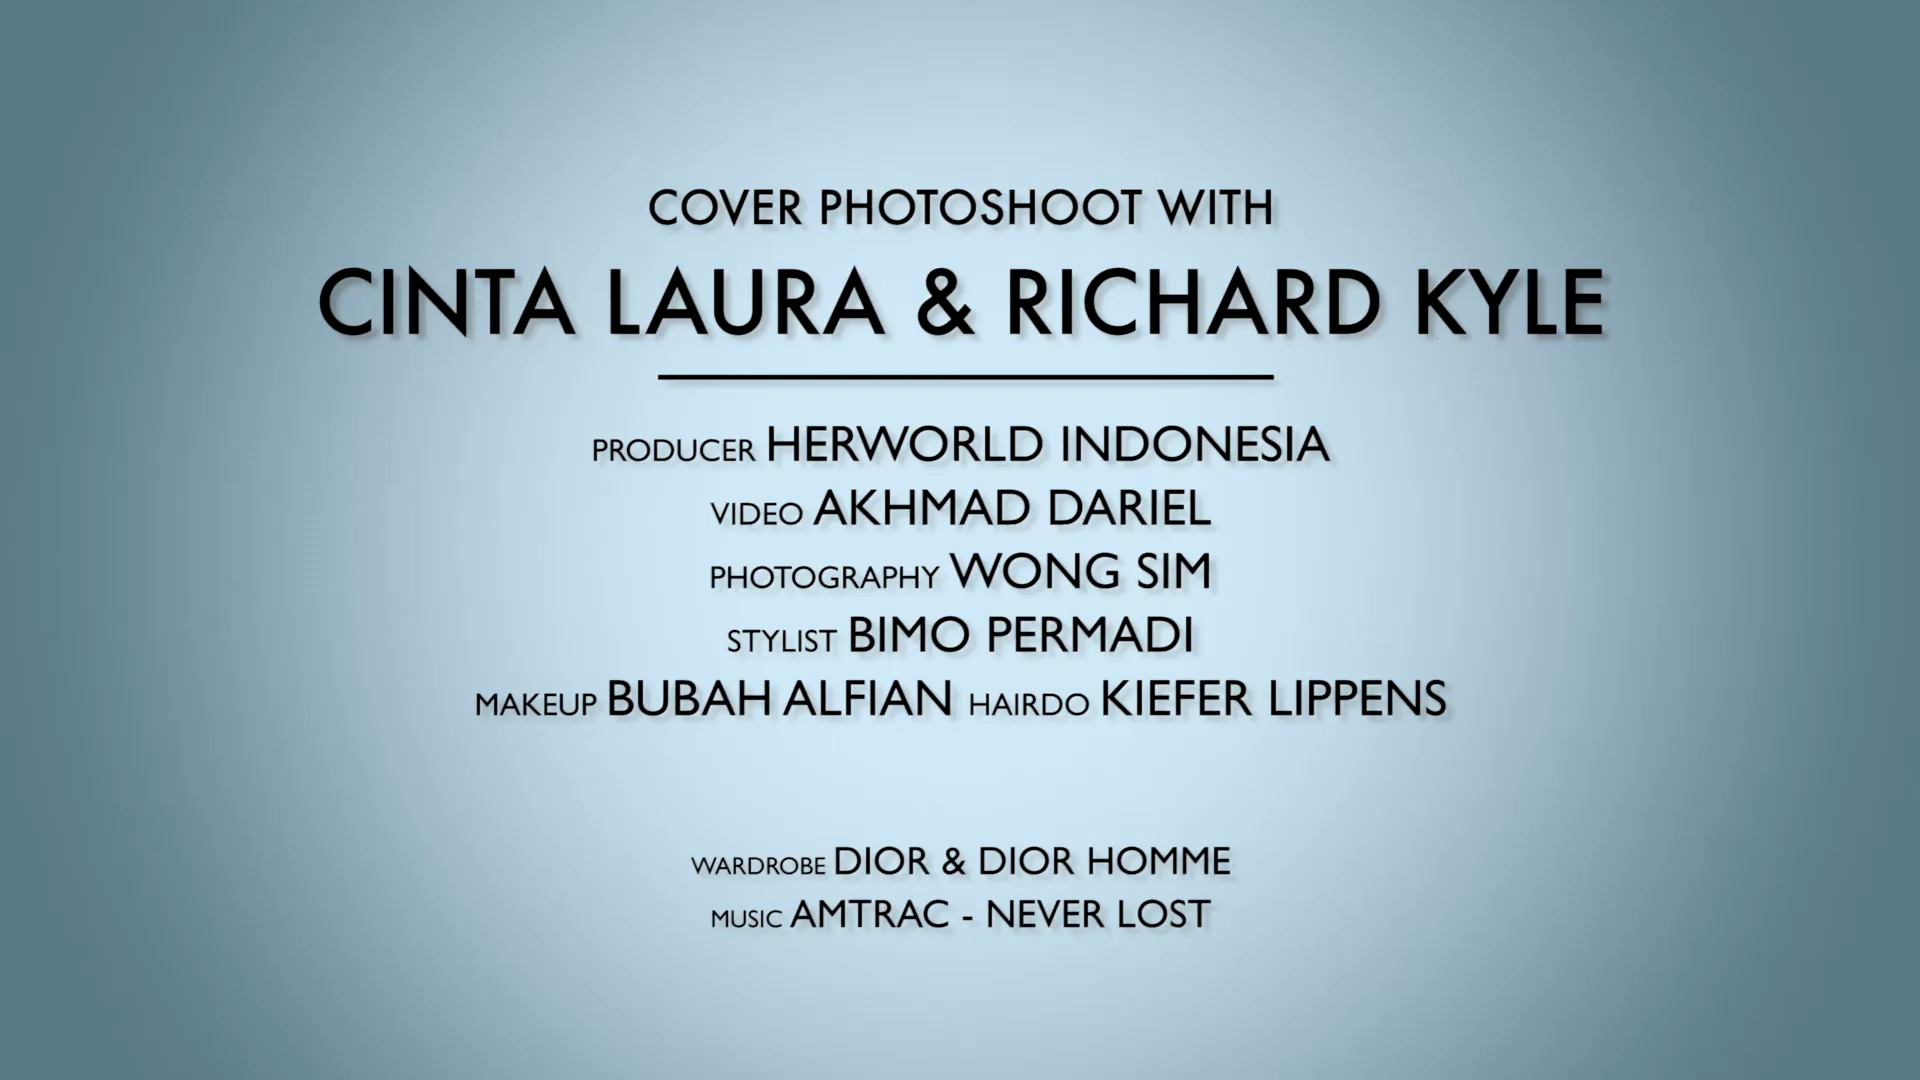 COVER PHOTOSHOOT WITH
CINTA LAURA & RICHARD KYLE
PRODUCER HERWORLD INDONESIA
VIDEO AKHMAD DARIEL
PHOTOGRAPHY WONG SIM
STYLIST BIMO PERMADI
MAKEUP BUBAH ALFIAN HAIRDO KIEFER LIPPENS
WARDROBE DIOR & DIOR HOMME
MUSIC AMTRAC - NEVER LOST